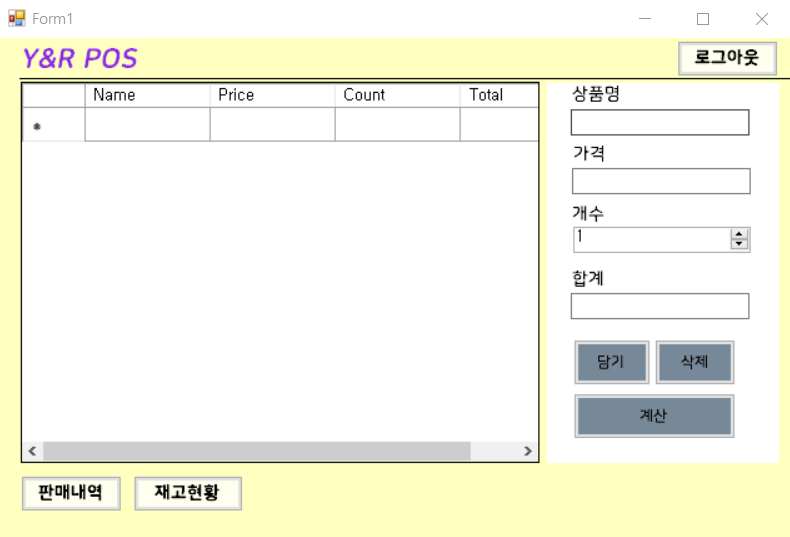 Form1
Y&R POS
로그아웃
Name Price Count Total
상품명
가격
개수
1
합계
담기 삭제
계산
판매내역 재고현황